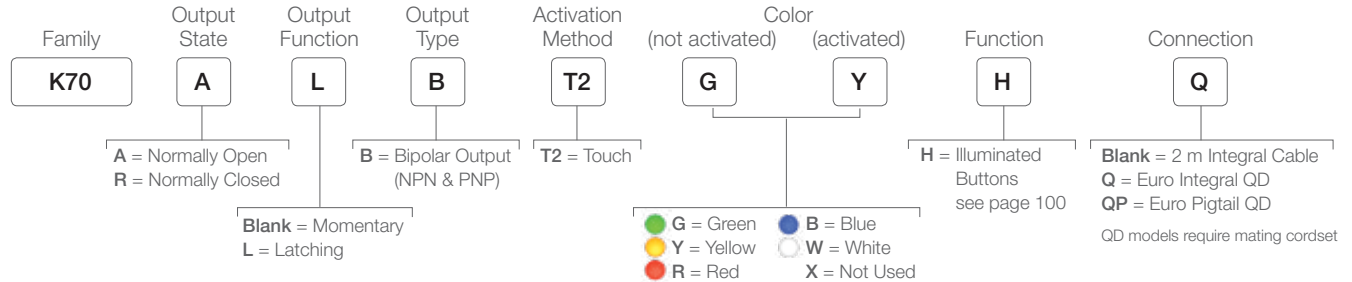 Family
Output
State
Output
Function
Output
Type
Activation
Method
Color
(not activated)
(activated)
Function
Connection
K70
A
L
B
T2
G
Y
H
Q
A = Normally Open
R = Normally Closed
Blank = Momentary
L = Latching
B = Bipolar Output
(NPN & PNP)
T2 = Touch
G = Green
Y = Yellow
R = Red
B = Blue
W = White
X = Not Used
H = Illuminated
Buttons
see page 100
Blank = 2 m Integral Cable
Q = Euro Integral QD
QP = Euro Pigtail QD
QD models require mating cordset